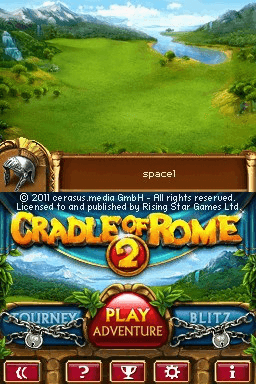 space1
© 2011 cerasus.media GmbH - All rights reserved.
Licensed to and published by Rising Star Games Ltd.
CRADLE OF ROME
2
JOURNEY
PLAY
ADVENTURE
BLITZ
«
?
i